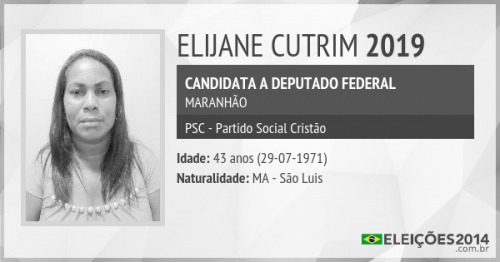 ELIJANE CUTRIM 2019
CANDIDATA A DEPUTADO FEDERAL
MARANHÃO
PSC - Partido Social Cristão
Idade: 43 anos (29-07-1971)
Naturalidade: MA - São Luis
ELEIÇÕES2014
.com.br